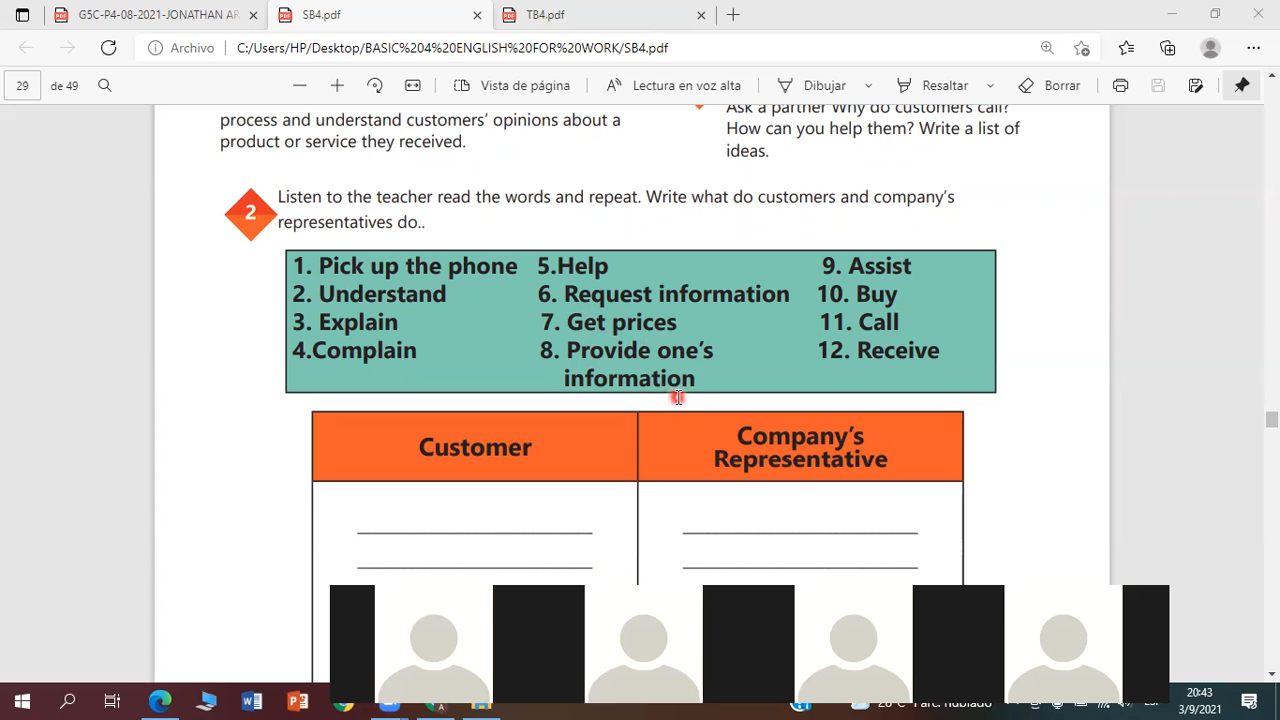 G5C-P4-08-2021-JONATHAN AR
SB4.pdf
TB4.pdf
Archivo
C:/Users/HP/Desktop/BASIC%204%20ENGLISH%20FOR%20WORK/SB4.pdf
29
de 49
Vista de página
Lectura en voz alta
Dibujar
Resaltar
Borrar
process and understand customers' opinions about a
product or service they received.
Ask a partner Why do customers call?
How can you help them? Write a list of
ideas.
2
Listen to the teacher read the words and repeat. Write what do customers and company's
representatives do..
1. Pick up the phone
2. Understand
3. Explain
4.Complain
5.Help
6. Request information
7. Get prices
8. Provide one's
information
9. Assist
10. Buy
11. Call
12. Receive
Customer
Company's
Representative
20:43
3/9/2021